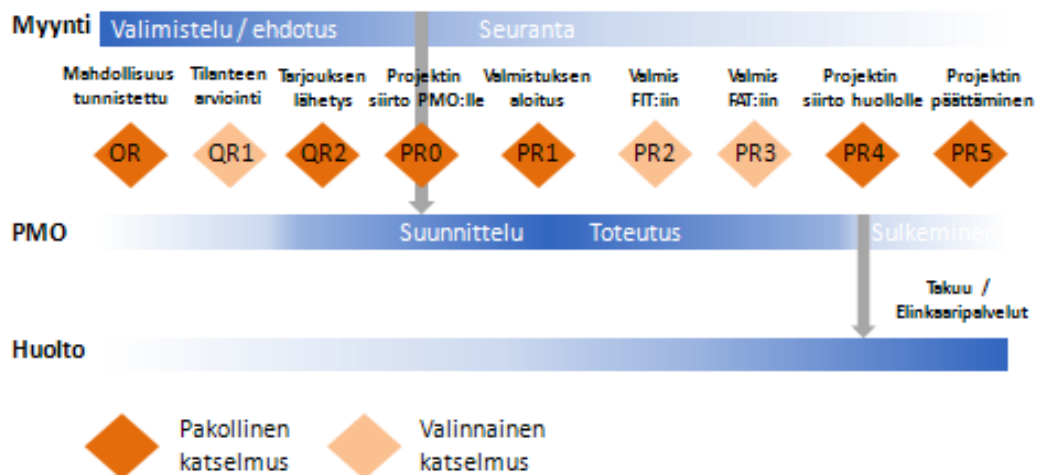 Myynti
Valimistelu / ehdotus
Seuranta
Mahdollisuus
tunnistettu
Tilanteen
arviointi
Tarjouksen
lähetys
Projektin
siirto PMO:lle
Valmistuksen
aloitus
Valmis
FIT:iin
Valmis
FAT:iin
Projektin
siirto huollolle
Projektin
päättäminen
OR
QR1
QR2
PR0
PR1
PR2
PR3
PR4
PR5
PMO
Suunnittelu
Toteutus
Sulkeminen
Takuu /
Elinkaaripalvelut
Huolto
Pakollinen
katselmus
Valinnainen
katselmus